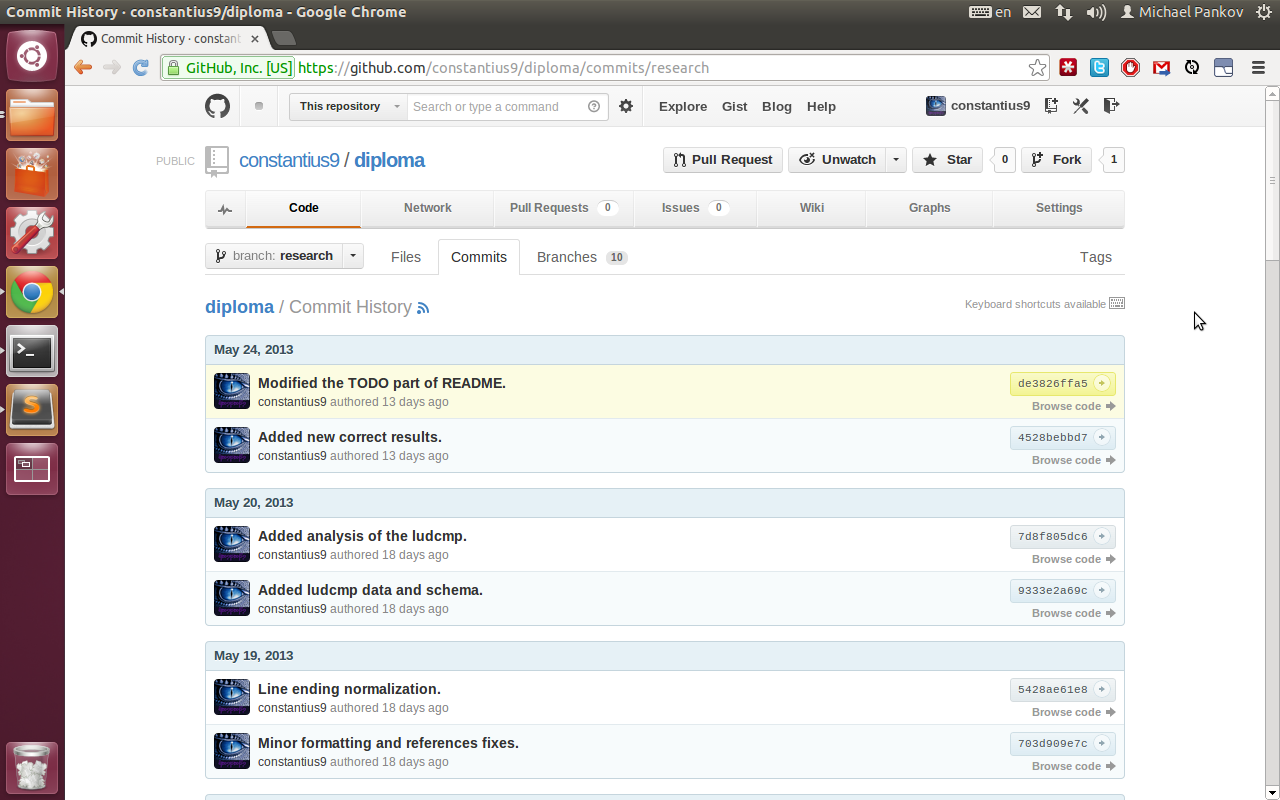 Commit History · constantius9/diploma - Google Chrome
en
Michael Pankov
Commit History · constant
GitHub, Inc. [US] https://github.com/constantius9/diploma/commits/research
This repository
Search or type a command
Explore Gist Blog Help
constantius9
PUBLIC
constantius9 / diploma
Pull Request
Unwatch
Star
0
Fork
1
Code
Network
Pull Requests 0
Issues 0
Wiki
Graphs
Settings
branch: research
Files
Commits
Branches 10
Tags
diploma / Commit History
Keyboard shortcuts available
May 24, 2013
Modified the TODO part of README.
de3826ffa5
constantius9 authored 13 days ago
Browse code
Added new correct results.
4528bebbd7
constantius9 authored 13 days ago
Browse code
May 20, 2013
Added analysis of the ludcmp.
7d8f805dc6
constantius9 authored 18 days ago
Browse code
Added ludcmp data and schema.
9333e2a69c
constantius9 authored 18 days ago
Browse code
May 19, 2013
Line ending normalization.
5428ae61e8
constantius9 authored 18 days ago
Browse code
Minor formatting and references fixes.
703d909e7c
constantius9 authored 18 days ago
Browse code